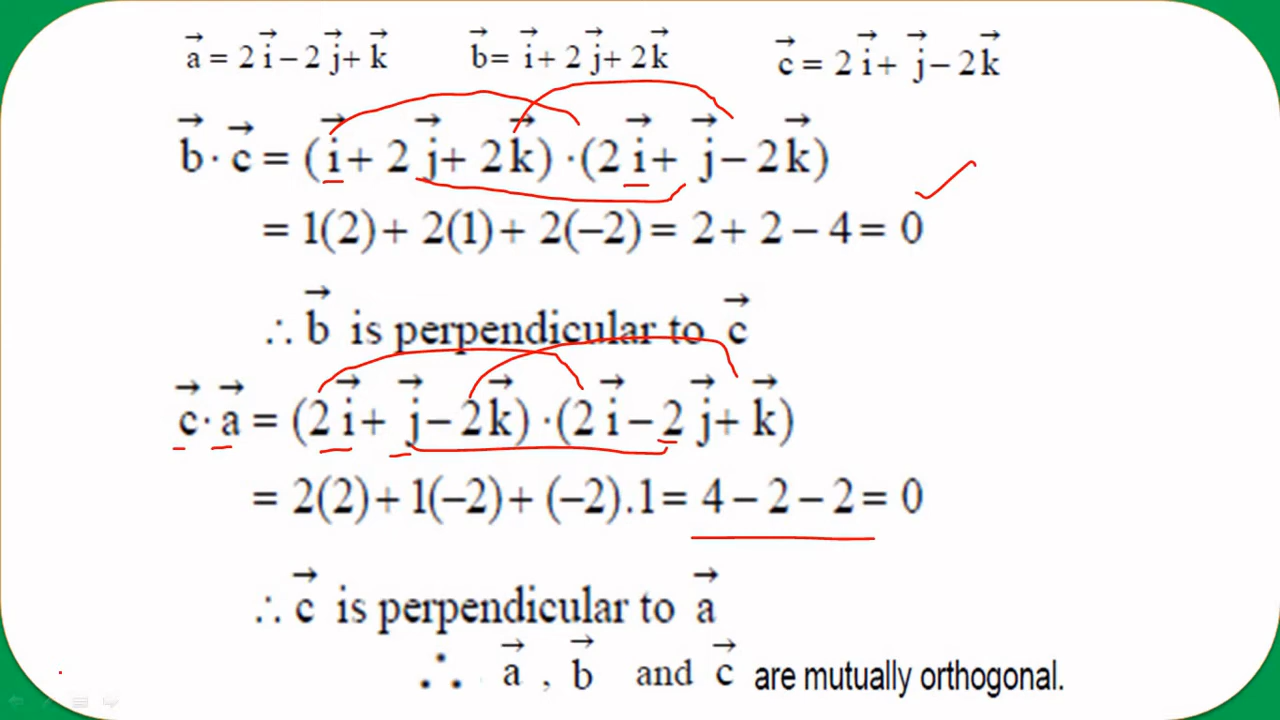 a⃗ = 2i⃗ − 2j⃗ + k⃗  b⃗ = i⃗ + 2j⃗ + 2k⃗  c⃗ = 2i⃗ + j⃗ − 2k⃗
b⃗ · c⃗ = (i⃗ + 2j⃗ + 2k⃗) · (2i⃗ + j⃗ − 2k⃗)
= 1(2) + 2(1) + 2(−2) = 2 + 2 − 4 = 0
∴ b⃗ is perpendicular to c⃗
c⃗ · a⃗ = (2i⃗ + j⃗ − 2k⃗) · (2i⃗ − 2j⃗ + k⃗)
= 2(2) + 1(−2) + (−2).1 = 4 − 2 − 2 = 0
∴ c⃗ is perpendicular to a⃗
∴ a⃗ , b⃗ and c⃗ are mutually orthogonal.